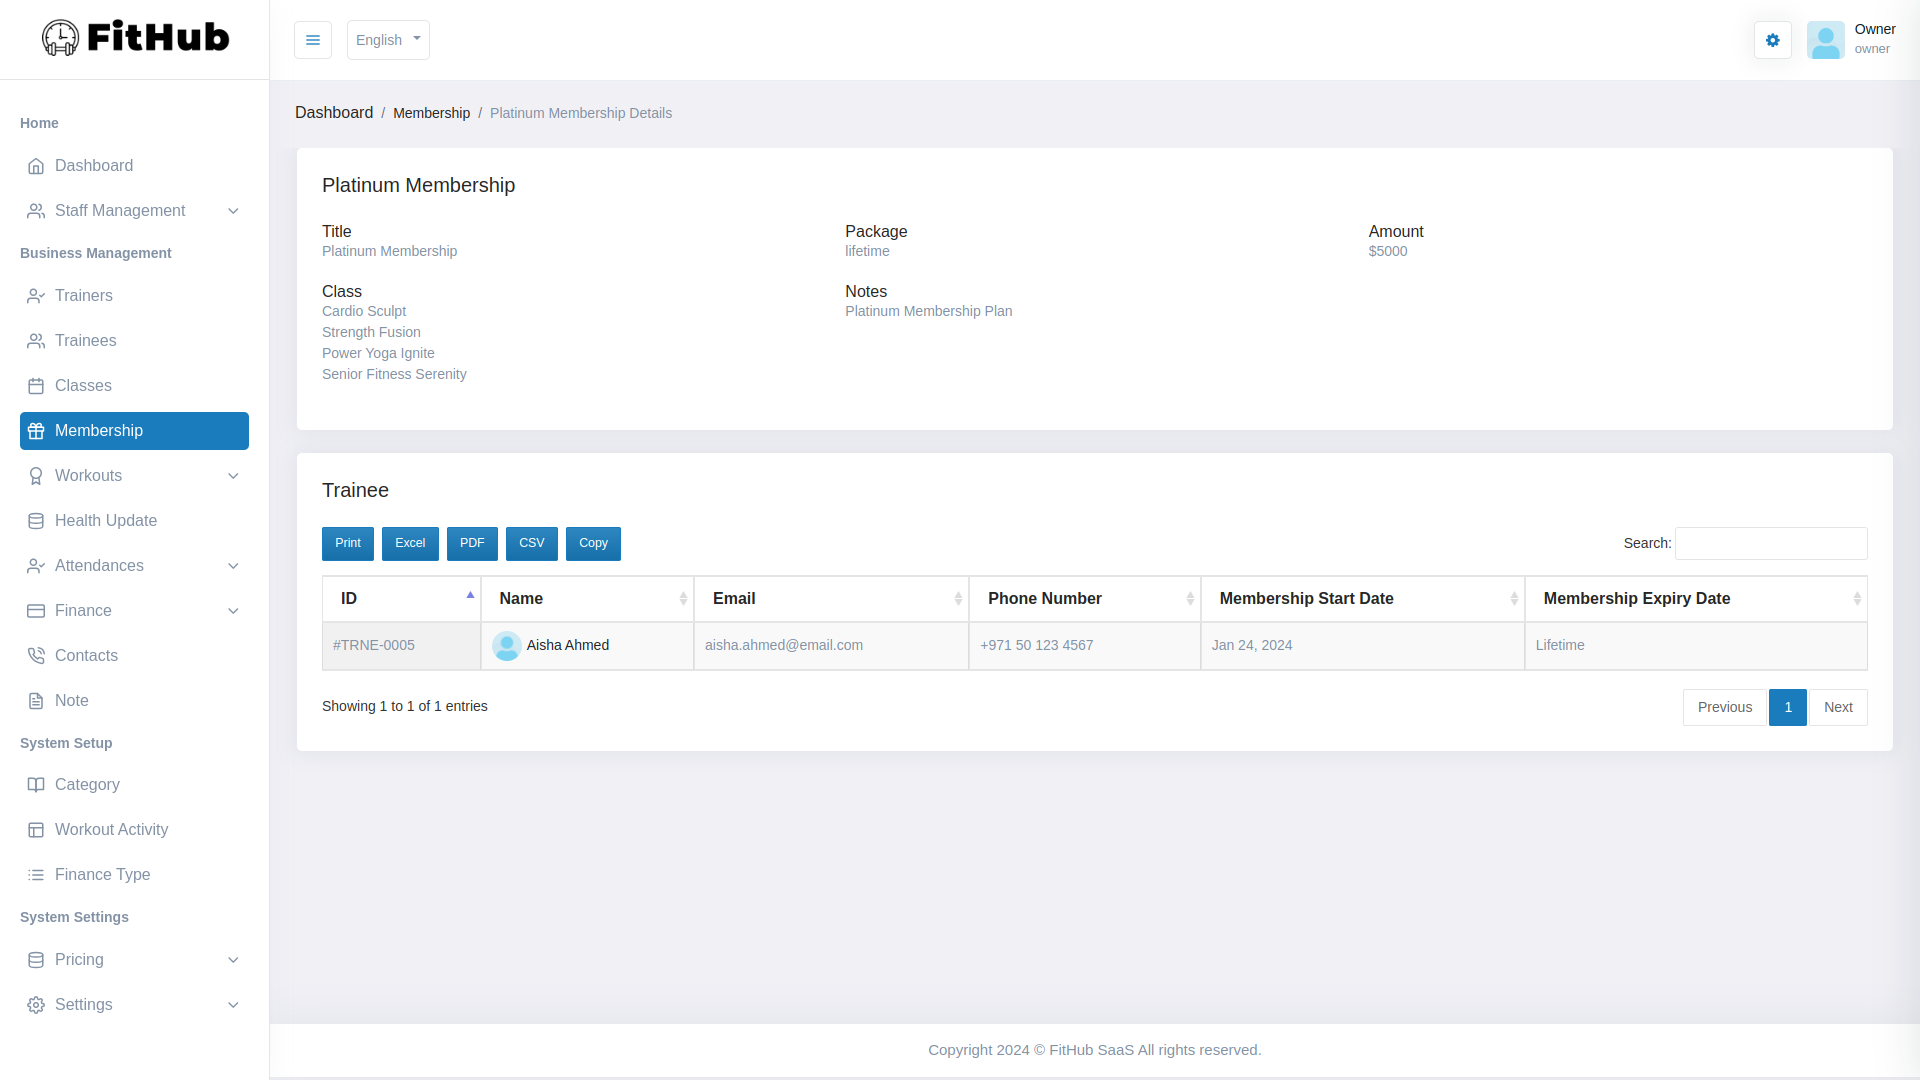 FitHub
English
Owner
owner
Home
Dashboard
Staff Management
Business Management
Trainers
Trainees
Classes
Membership
Workouts
Health Update
Attendances
Finance
Contacts
Note
System Setup
Category
Workout Activity
Finance Type
System Settings
Pricing
Settings
Dashboard / Membership / Platinum Membership Details
Platinum Membership
Title
Platinum Membership
Package
lifetime
Amount
$5000
Class
Cardio Sculpt
Strength Fusion
Power Yoga Ignite
Senior Fitness Serenity
Notes
Platinum Membership Plan
Trainee
Print Excel PDF CSV Copy
Search:
ID Name Email Phone Number Membership Start Date Membership Expiry Date
#TRNE-0005 Aisha Ahmed aisha.ahmed@email.com +971 50 123 4567 Jan 24, 2024 Lifetime
Showing 1 to 1 of 1 entries
Previous 1 Next
Copyright 2024 © FitHub SaaS All rights reserved.